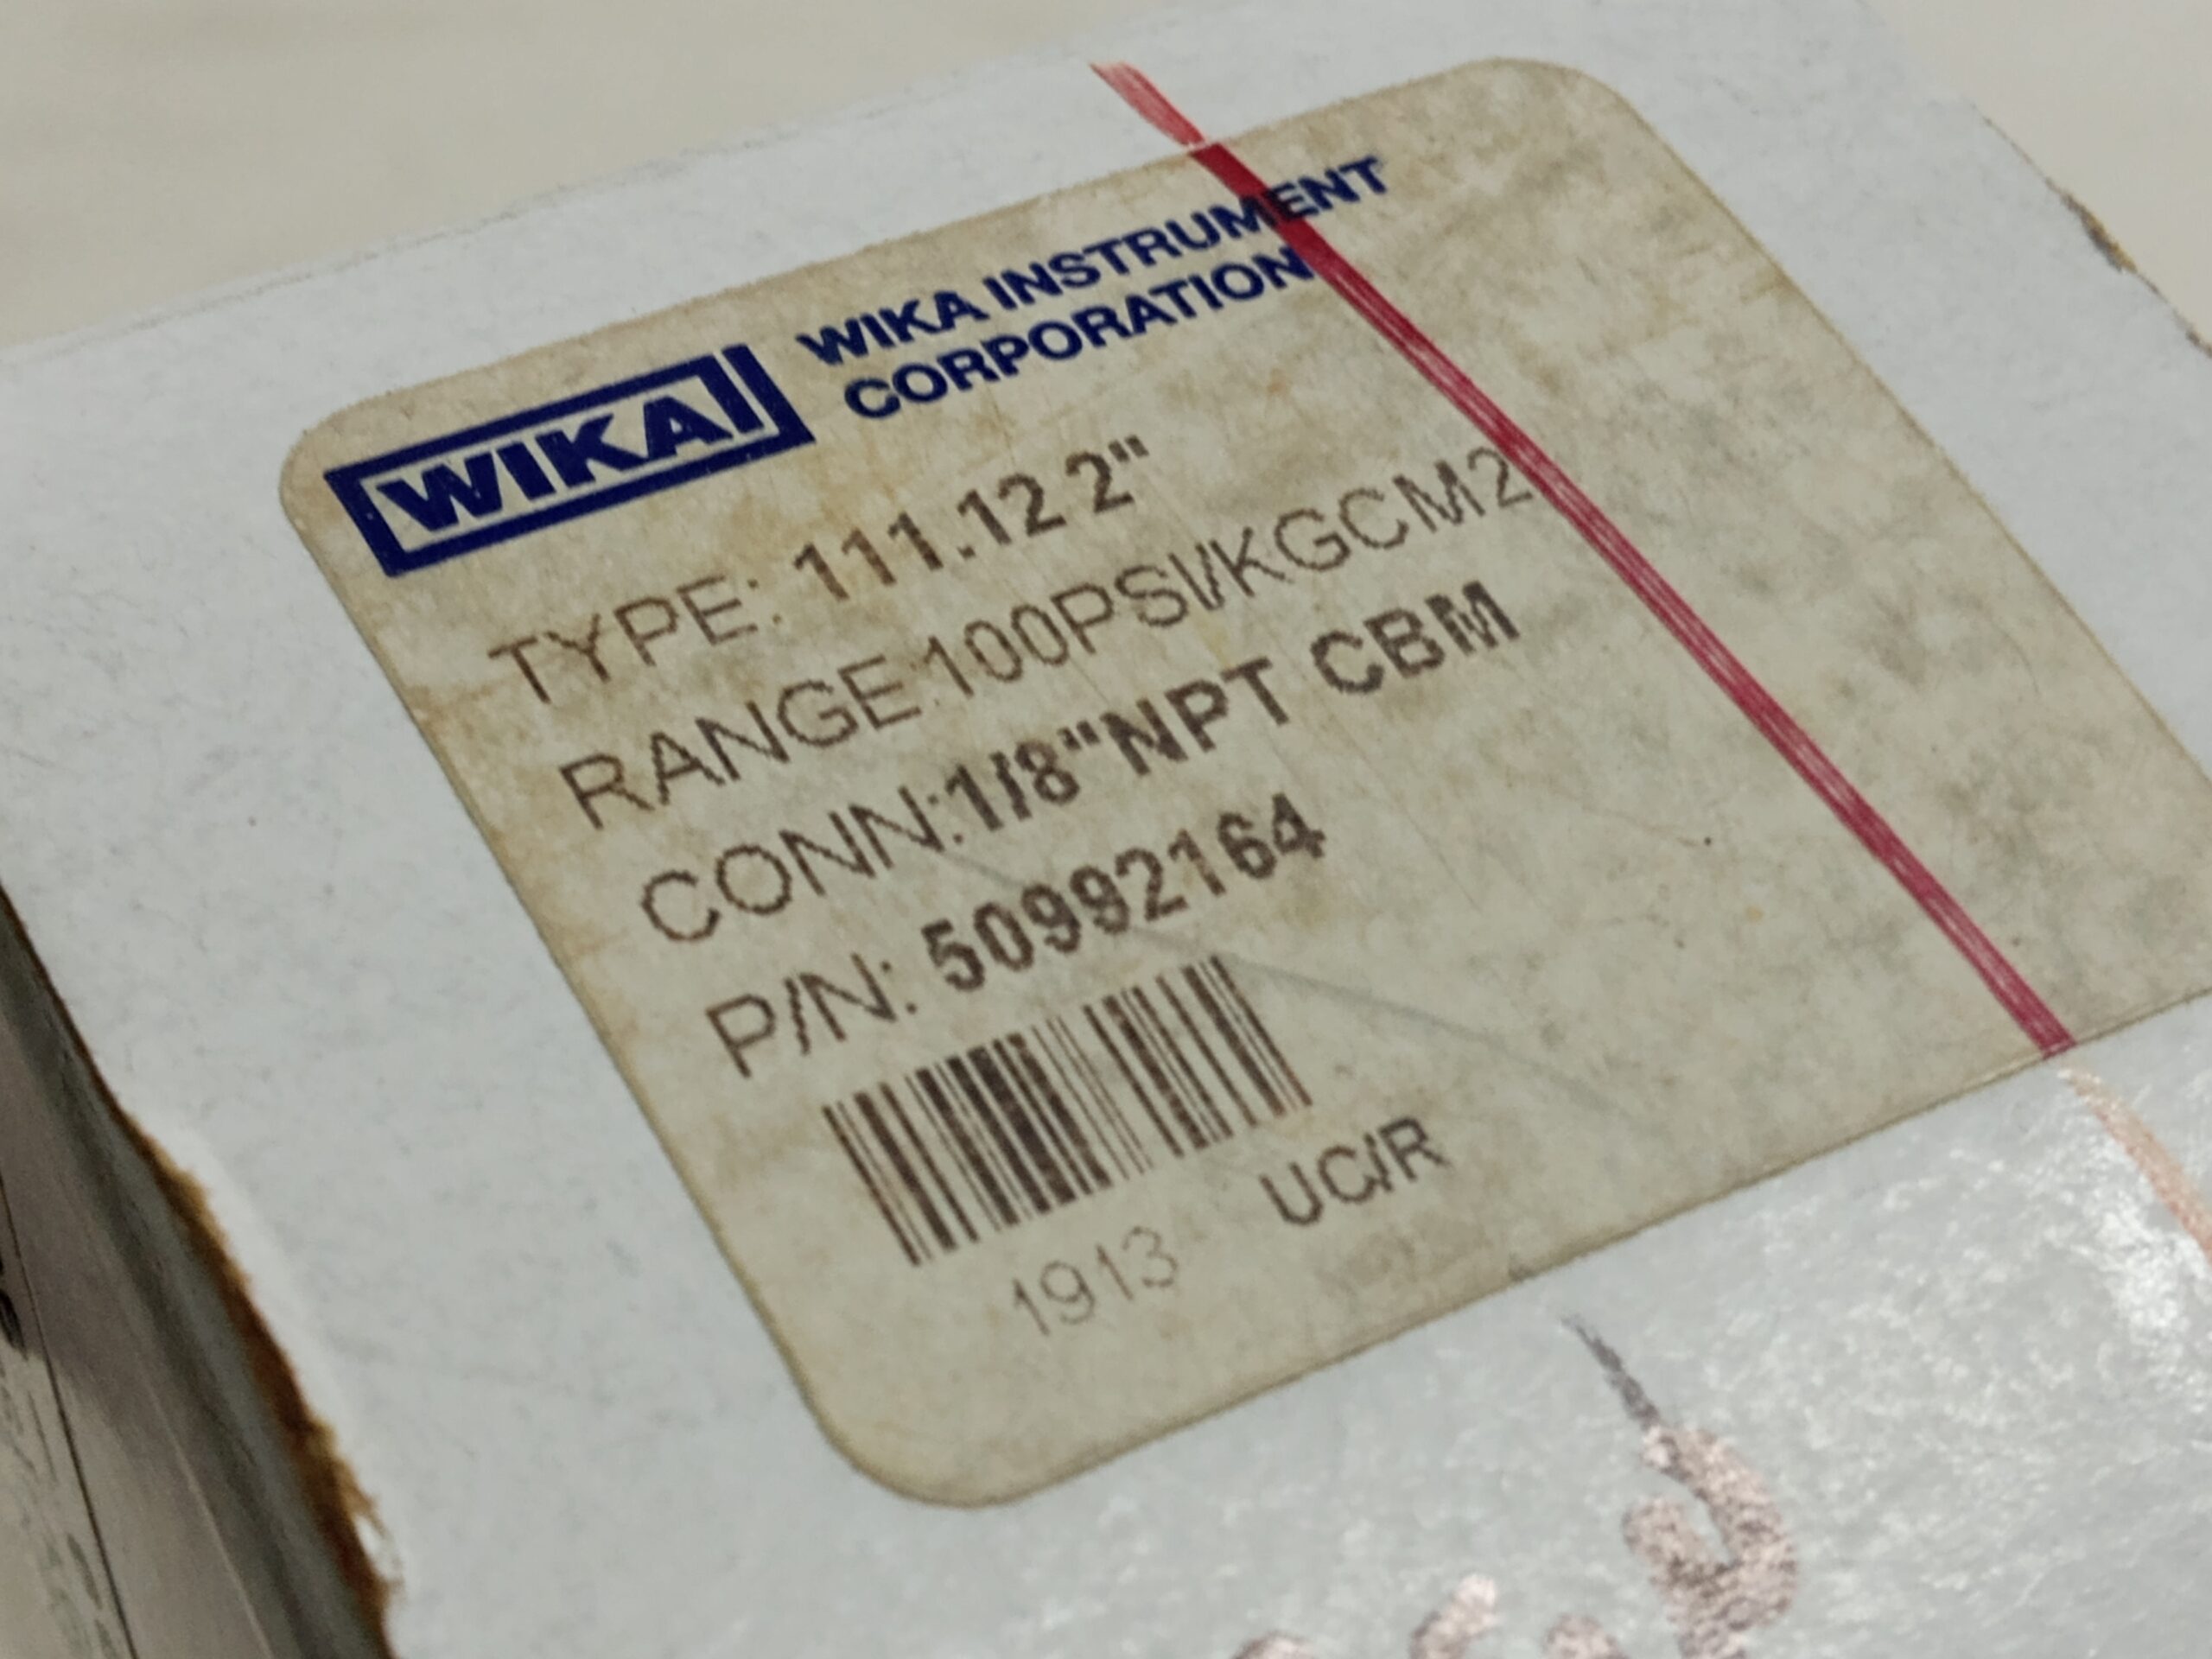 WIKA
WIKA INSTRUMENT
CORPORATION
TYPE: 111.12 2"
RANGE:100PSI/KGCM2
CONN:1/8"NPT CBM
P/N: 50992164
1913 UC/R